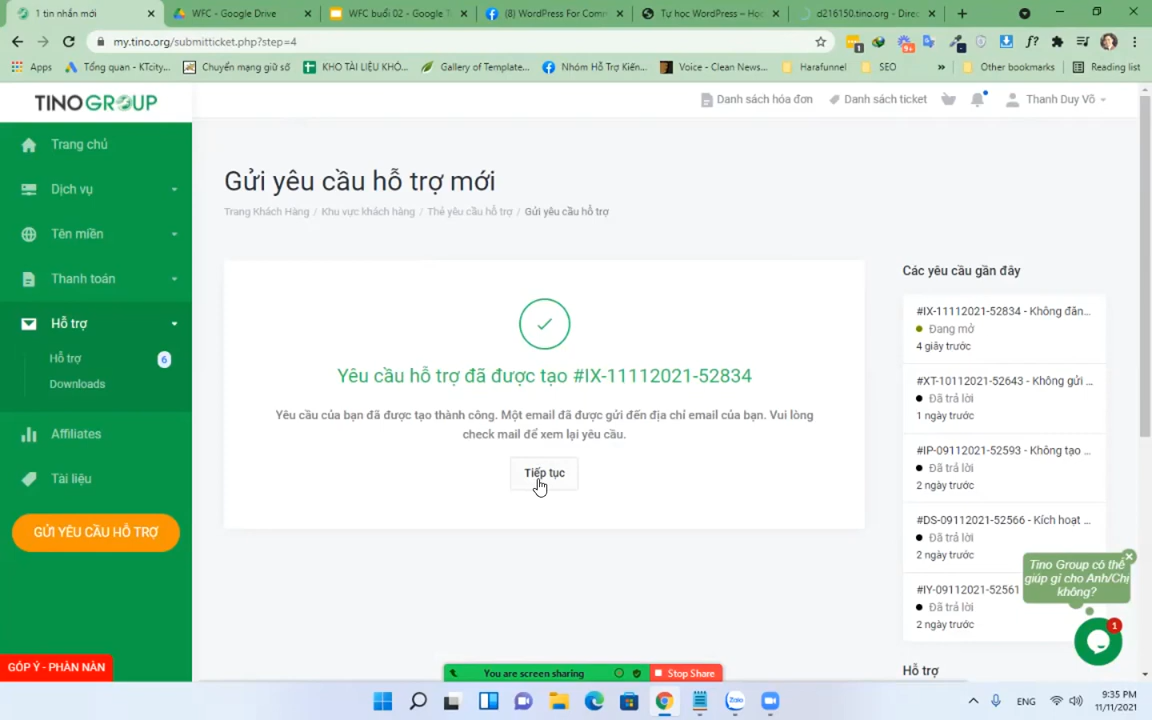 1 tin nhắn mới
WFC - Google Drive
WFC buổi 02 - Google T
(8) WordPress For Comm
Tự học WordPress – Học
d216150.tino.org - Direc
my.tino.org/submitticket.php?step=4
Apps
Tổng quan - KTcity,...
Chuyển mạng giữ số
KHO TÀI LIỆU KHÓ...
Gallery of Template...
Nhóm Hỗ Trợ Kiến...
Voice - Clean News...
Harafunnel
SEO
»
Other bookmarks
Reading list
TINOGROUP
Danh sách hóa đơn
Danh sách ticket
Thanh Duy Võ
Trang chủ
Dịch vụ
Tên miền
Thanh toán
Hỗ trợ
Hỗ trợ
6
Downloads
Affiliates
Tài liệu
GỬI YÊU CẦU HỖ TRỢ
GÓP Ý - PHÀN NÀN
Gửi yêu cầu hỗ trợ mới
Trang Khách Hàng / Khu vực khách hàng / Thẻ yêu cầu hỗ trợ / Gửi yêu cầu hỗ trợ
Yêu cầu hỗ trợ đã được tạo #IX-11112021-52834
Yêu cầu của bạn đã được tạo thành công. Một email đã được gửi đến địa chỉ email của bạn. Vui lòng
check mail để xem lại yêu cầu.
Tiếp tục
Các yêu cầu gần đây
#IX-11112021-52834 - Không đăn...
Đang mở
4 giây trước
#XT-10112021-52643 - Không gửi ...
Đã trả lời
1 ngày trước
#IP-09112021-52593 - Không tạo ...
Đã trả lời
2 ngày trước
#DS-09112021-52566 - Kích hoạt ...
Đã trả lời
2 ngày trước
#IY-09112021-52561
Đã trả lời
2 ngày trước
Hỗ trợ
Tino Group có thể
giúp gì cho Anh/Chị
không?
1
You are screen sharing
Stop Share
ENG
9:35 PM
11/11/2021